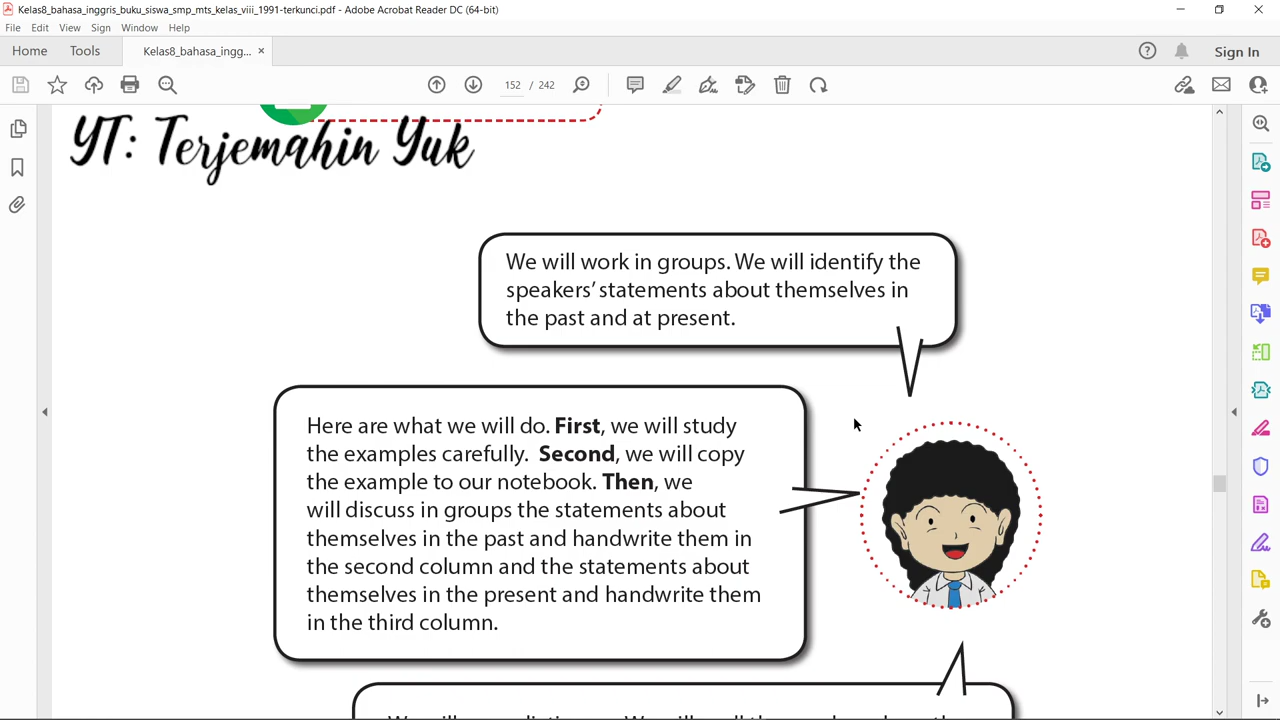 Kelas8_bahasa_inggris_buku_siswa_smp_mts_kelas_viii_1991-terkunci.pdf - Adobe Acrobat Reader DC (64-bit)
File Edit View Sign Window Help
Home Tools Kelas8_bahasa_ingg... × Sign In
152 / 242
YT: Terjemahin Yuk
We will work in groups. We will identify the
speakers' statements about themselves in
the past and at present.
Here are what we will do. First, we will study
the examples carefully. Second, we will copy
the example to our notebook. Then, we
will discuss in groups the statements about
themselves in the past and handwrite them in
the second column and the statements about
themselves in the present and handwrite them
in the third column.